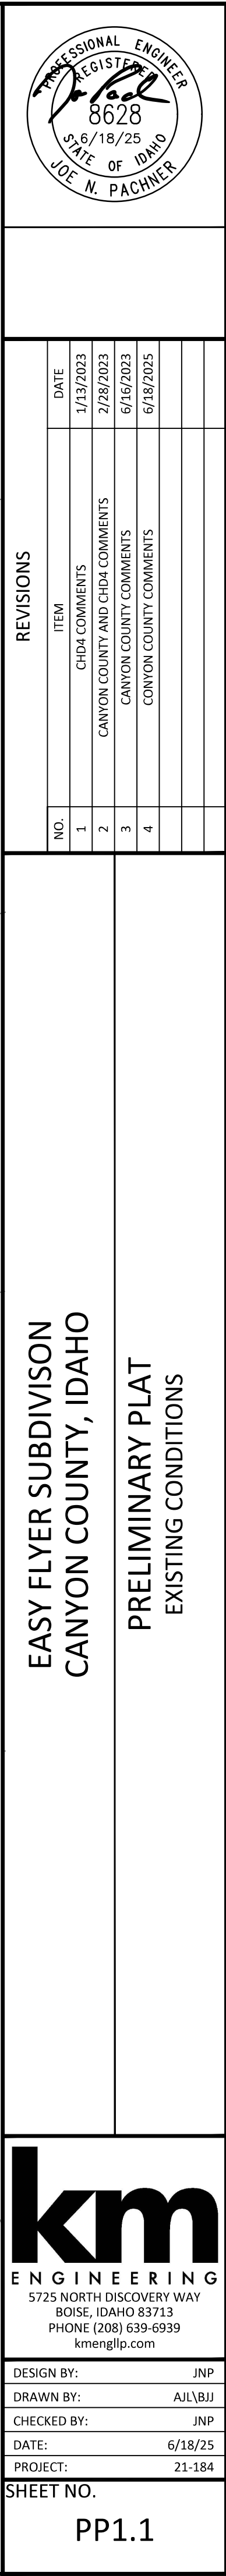 PROFESSIONAL ENGINEER
REGISTERED
8628
6/18/25
STATE OF IDAHO
JOE N. PACHNER
REVISIONS
NO. ITEM DATE
1 CHD4 COMMENTS 1/13/2023
2 CANYON COUNTY AND CHD4 COMMENTS 2/28/2023
3 CANYON COUNTY COMMENTS 6/16/2023
4 CONYON COUNTY COMMENTS 6/18/2025
EASY FLYER SUBDIVISON
CANYON COUNTY, IDAHO
PRELIMINARY PLAT
EXISTING CONDITIONS
km
ENGINEERING
5725 NORTH DISCOVERY WAY
BOISE, IDAHO 83713
PHONE (208) 639-6939
kmengllp.com
DESIGN BY: JNP
DRAWN BY: AJL\BJJ
CHECKED BY: JNP
DATE: 6/18/25
PROJECT: 21-184
SHEET NO.
PP1.1